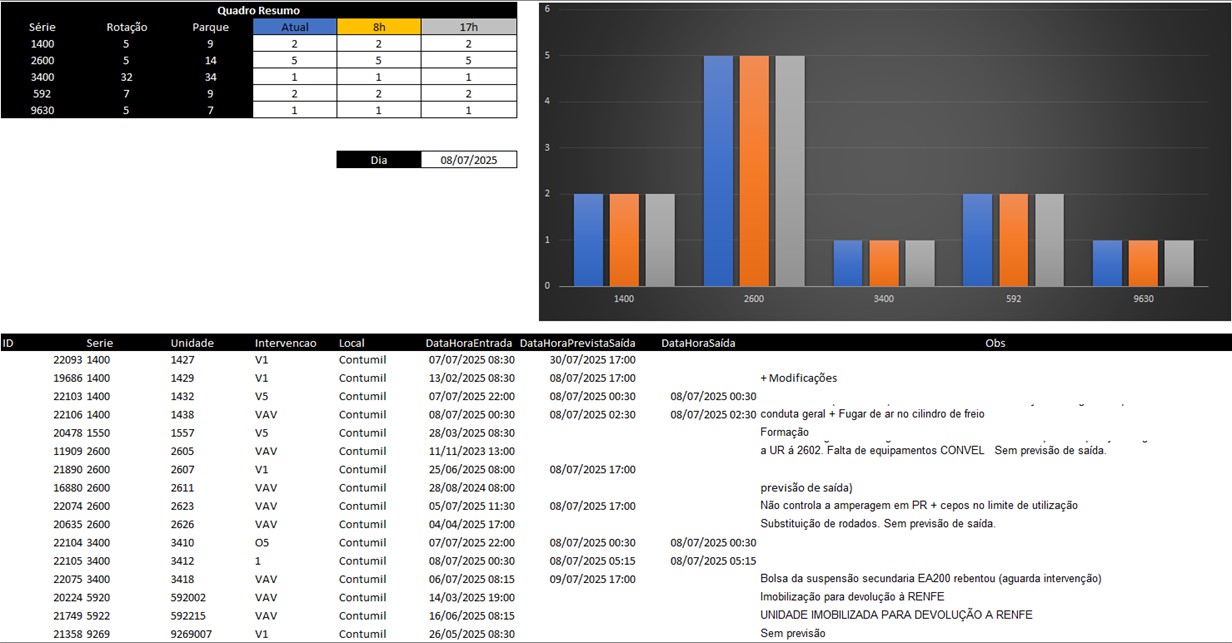 Quadro Resumo
Série Rotação Parque Atual 8h 17h
1400 5 9 2 2 2
2600 5 14 5 5 5
3400 32 34 1 1 1
592 7 9 2 2 2
9630 5 7 1 1 1
Dia 08/07/2025
6
5
4
3
2
1
0
1400 2600 3400 592 9630
ID Serie Unidade Intervencao Local DataHoraEntrada DataHoraPrevistaSaída DataHoraSaída Obs
22093 1400 1427 V1 Contumil 07/07/2025 08:30 30/07/2025 17:00
19686 1400 1429 V1 Contumil 13/02/2025 08:30 08/07/2025 17:00 + Modificações
22103 1400 1432 V5 Contumil 07/07/2025 22:00 08/07/2025 00:30 08/07/2025 00:30
22106 1400 1438 VAV Contumil 08/07/2025 00:30 08/07/2025 02:30 08/07/2025 02:30 conduta geral + Fugar de ar no cilindro de freio
20478 1550 1557 V5 Contumil 28/03/2025 08:30 Formação
11909 2600 2605 VAV Contumil 11/11/2023 13:00 a UR á 2602. Falta de equipamentos CONVEL Sem previsão de saída.
21890 2600 2607 V1 Contumil 25/06/2025 08:00 08/07/2025 17:00
16880 2600 2611 VAV Contumil 28/08/2024 08:00 previsão de saída)
22074 2600 2623 VAV Contumil 05/07/2025 11:30 08/07/2025 17:00 Não controla a amperagem em PR + cepos no limite de utilização
20635 2600 2626 VAV Contumil 04/04/2025 17:00 Substituição de rodados. Sem previsão de saída.
22104 3400 3410 O5 Contumil 07/07/2025 22:00 08/07/2025 00:30 08/07/2025 00:30
22105 3400 3412 1 Contumil 08/07/2025 00:30 08/07/2025 05:15 08/07/2025 05:15
22075 3400 3418 VAV Contumil 06/07/2025 08:15 09/07/2025 17:00 Bolsa da suspensão secundaria EA200 rebentou (aguarda intervenção)
20224 5920 592002 VAV Contumil 14/03/2025 19:00 Imobilização para devolução à RENFE
21749 5922 592215 VAV Contumil 16/06/2025 08:15 UNIDADE IMOBILIZADA PARA DEVOLUÇÃO A RENFE
21358 9269 9269007 V1 Contumil 26/05/2025 08:30 Sem previsão